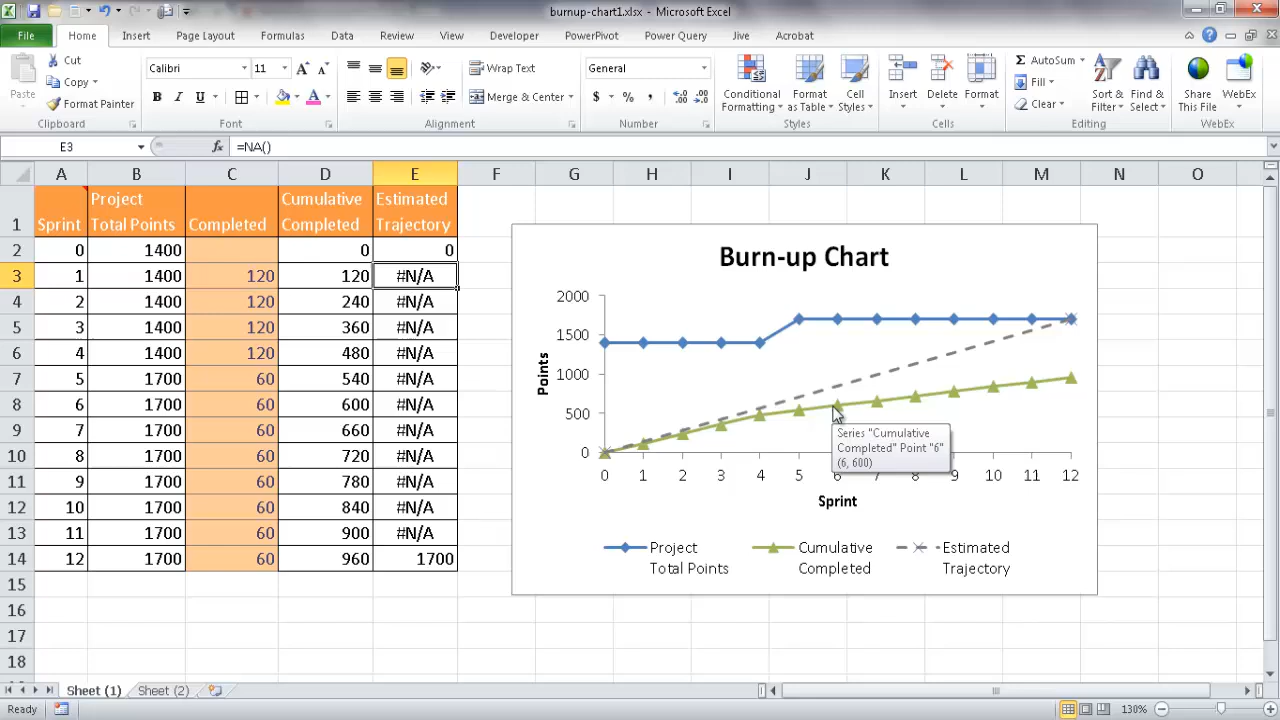 burnup-chart1.xlsx - Microsoft Excel
File Home Insert Page Layout Formulas Data Review View Developer PowerPivot Power Query Jive Acrobat
Paste
Cut
Copy
Format Painter
Clipboard
Calibri 11
B I U A
Font
Wrap Text
Merge & Center
Alignment
General
$ % ,
Number
Conditional Formatting
Format as Table
Cell Styles
Styles
Insert Delete Format
Cells
Σ AutoSum
Fill
Clear
Sort & Filter
Find & Select
Editing
Share This File
WebEx
WebEx
E3 fx =NA()
A B C D E F G H I J K L M N O
1 Sprint Project Total Points Completed Cumulative Completed Estimated Trajectory
2 0 1400 0 0
3 1 1400 120 120 #N/A
4 2 1400 120 240 #N/A
5 3 1400 120 360 #N/A
6 4 1400 120 480 #N/A
7 5 1700 60 540 #N/A
8 6 1700 60 600 #N/A
9 7 1700 60 660 #N/A
10 8 1700 60 720 #N/A
11 9 1700 60 780 #N/A
12 10 1700 60 840 #N/A
13 11 1700 60 900 #N/A
14 12 1700 60 960 1700
15
16
17
18
Burn-up Chart
Points
2000
1500
1000
500
0
Series "Cumulative
Completed" Point "6"
(6, 600)
0 1 2 3 4 5 6 7 8 9 10 11 12
Sprint
Project Total Points
Cumulative Completed
Estimated Trajectory
Sheet (1) Sheet (2)
Ready 130%